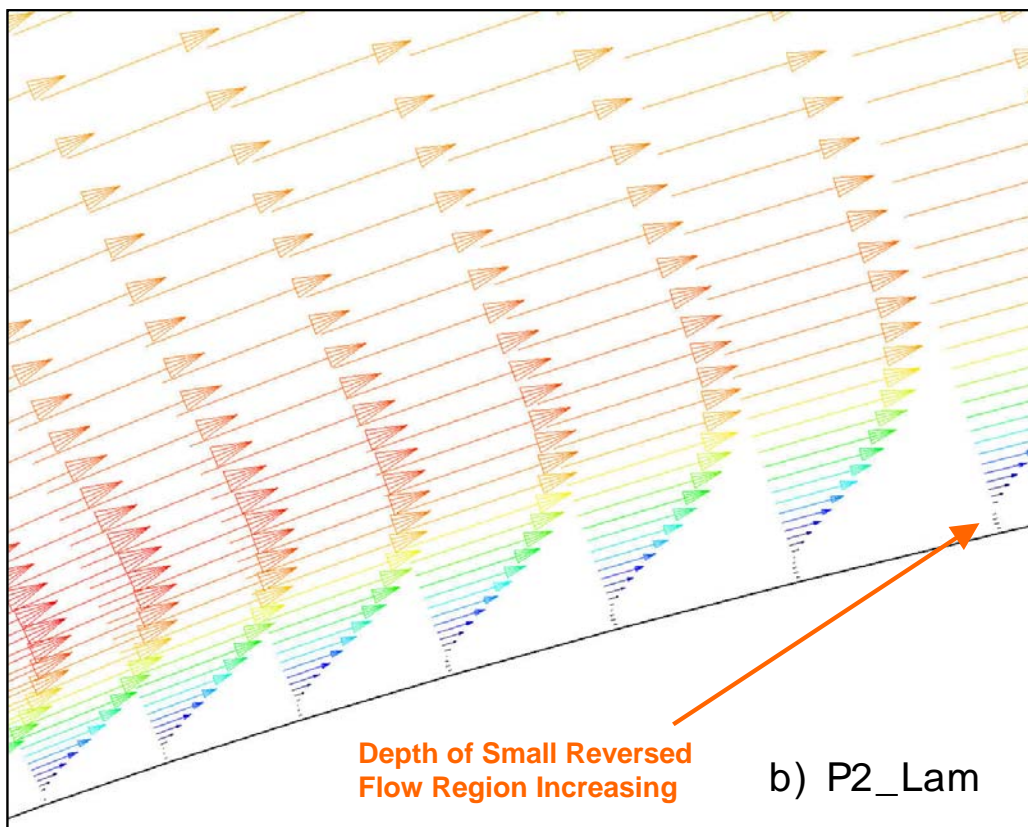 Depth of Small Reversed
Flow Region Increasing
b) P2_Lam